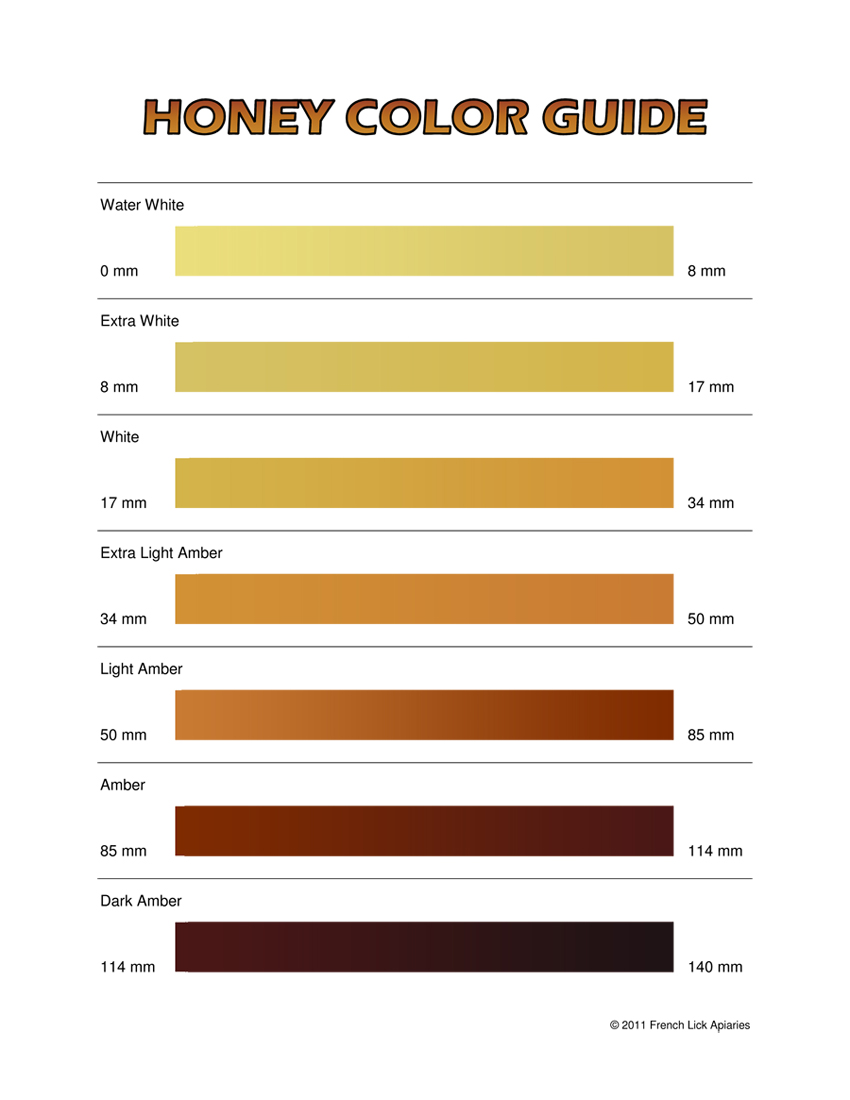 HONEY COLOR GUIDE
Water White
0 mm 8 mm
Extra White
8 mm 17 mm
White
17 mm 34 mm
Extra Light Amber
34 mm 50 mm
Light Amber
50 mm 85 mm
Amber
85 mm 114 mm
Dark Amber
114 mm 140 mm
© 2011 French Lick Apiaries